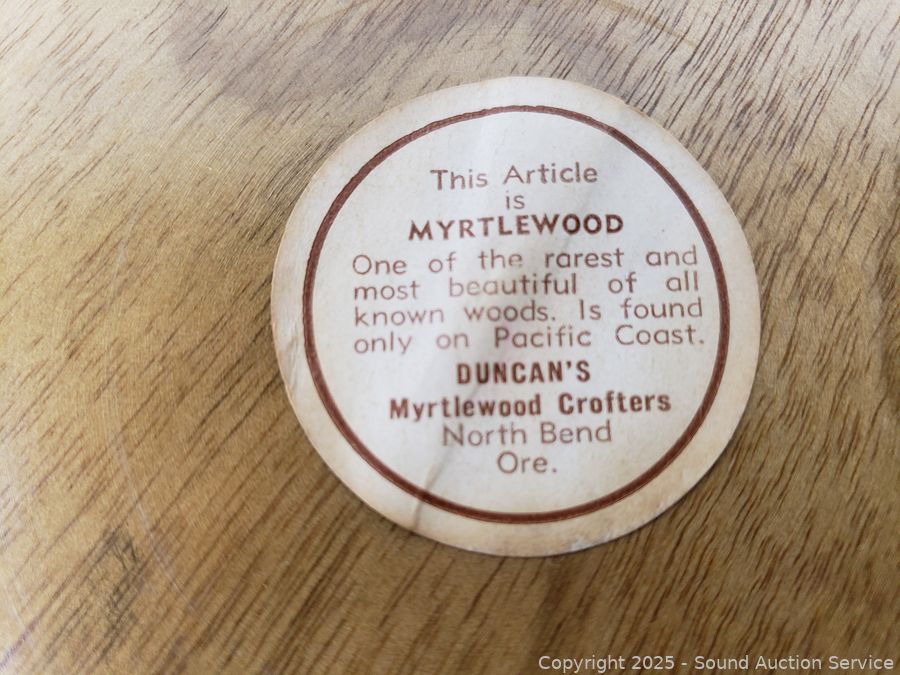 This Article
is
MYRTLEWOOD
One of the rarest and
most beautiful of all
known woods. Is found
only on Pacific Coast.
DUNCAN'S
Myrtlewood Crofters
North Bend
Ore.
Copyright 2025 - Sound Auction Service